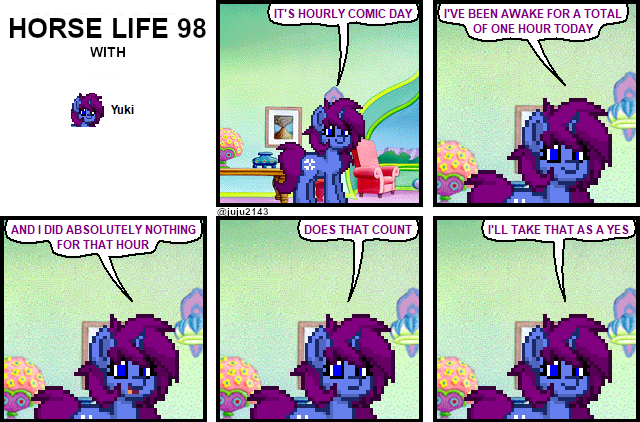 HORSE LIFE 98
WITH
Yuki
IT'S HOURLY COMIC DAY
I'VE BEEN AWAKE FOR A TOTAL
OF ONE HOUR TODAY
AND I DID ABSOLUTELY NOTHING
FOR THAT HOUR
@juju2143
DOES THAT COUNT
I'LL TAKE THAT AS A YES